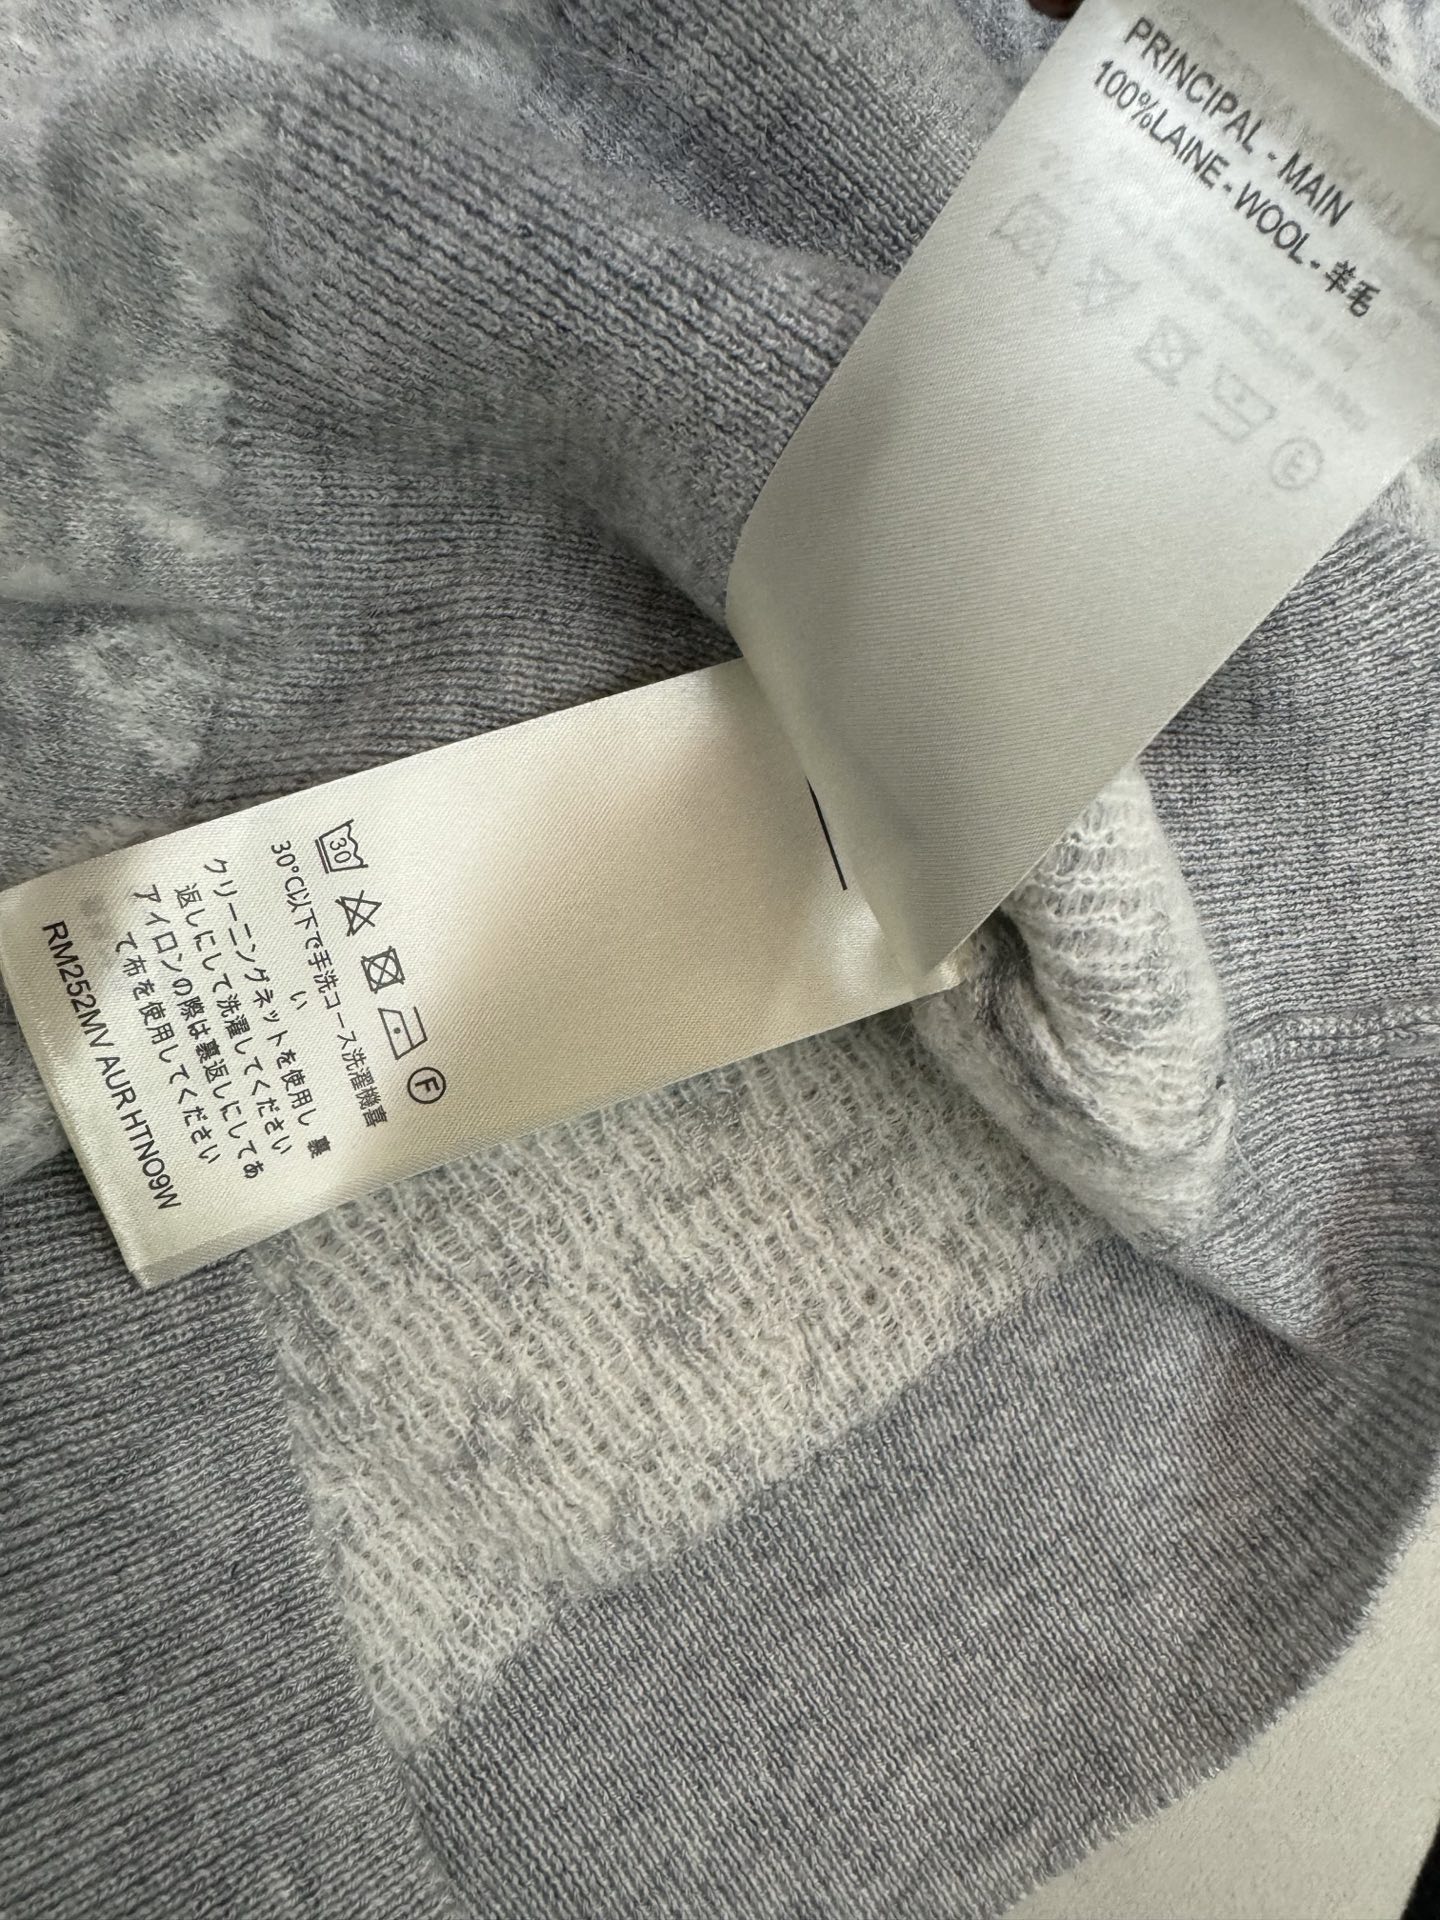 PRINCIPAL - MAIN
100%LAINE - WOOL - 羊毛
30
F
30℃以下で手洗コース洗濯機喜
い
クリーニングネットを使用し 裏
返しにして洗濯してください
アイロンの際は裏返しにしてあ
て布を使用してください
RM252MV AUR HTN09W